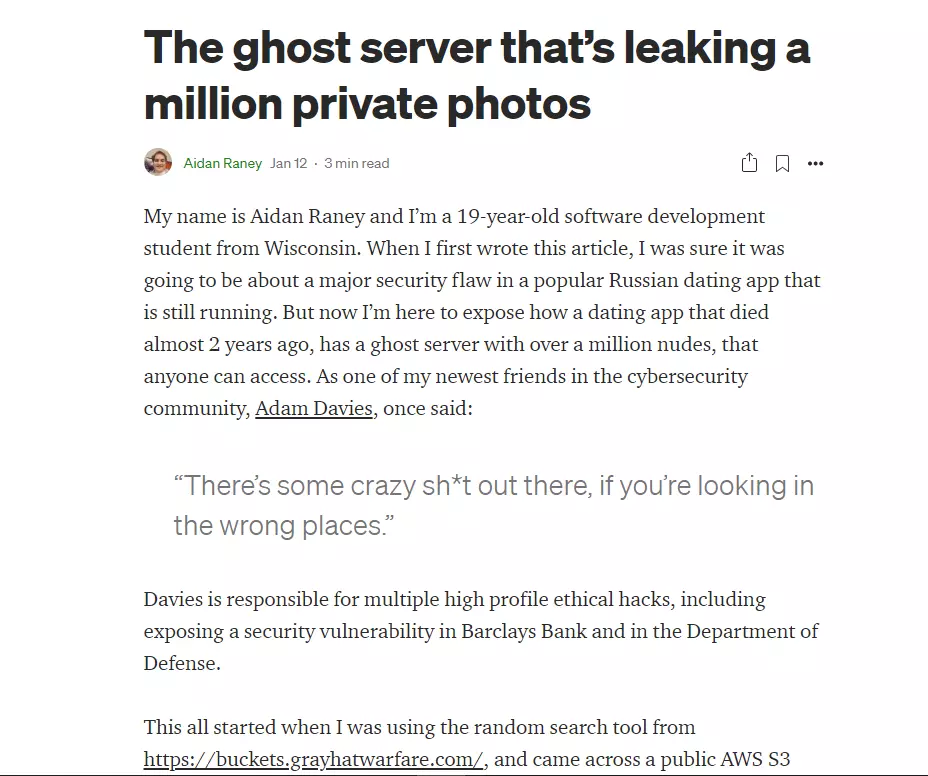 The ghost server that's leaking a
million private photos
Aidan Raney Jan 12 · 3 min read
My name is Aidan Raney and I'm a 19-year-old software development
student from Wisconsin. When I first wrote this article, I was sure it was
going to be about a major security flaw in a popular Russian dating app that
is still running. But now I'm here to expose how a dating app that died
almost 2 years ago, has a ghost server with over a million nudes, that
anyone can access. As one of my newest friends in the cybersecurity
community, Adam Davies, once said:
“There's some crazy sh*t out there, if you're looking in
the wrong places.”
Davies is responsible for multiple high profile ethical hacks, including
exposing a security vulnerability in Barclays Bank and in the Department of
Defense.
This all started when I was using the random search tool from
https://buckets.grayhatwarfare.com/, and came across a public AWS S3